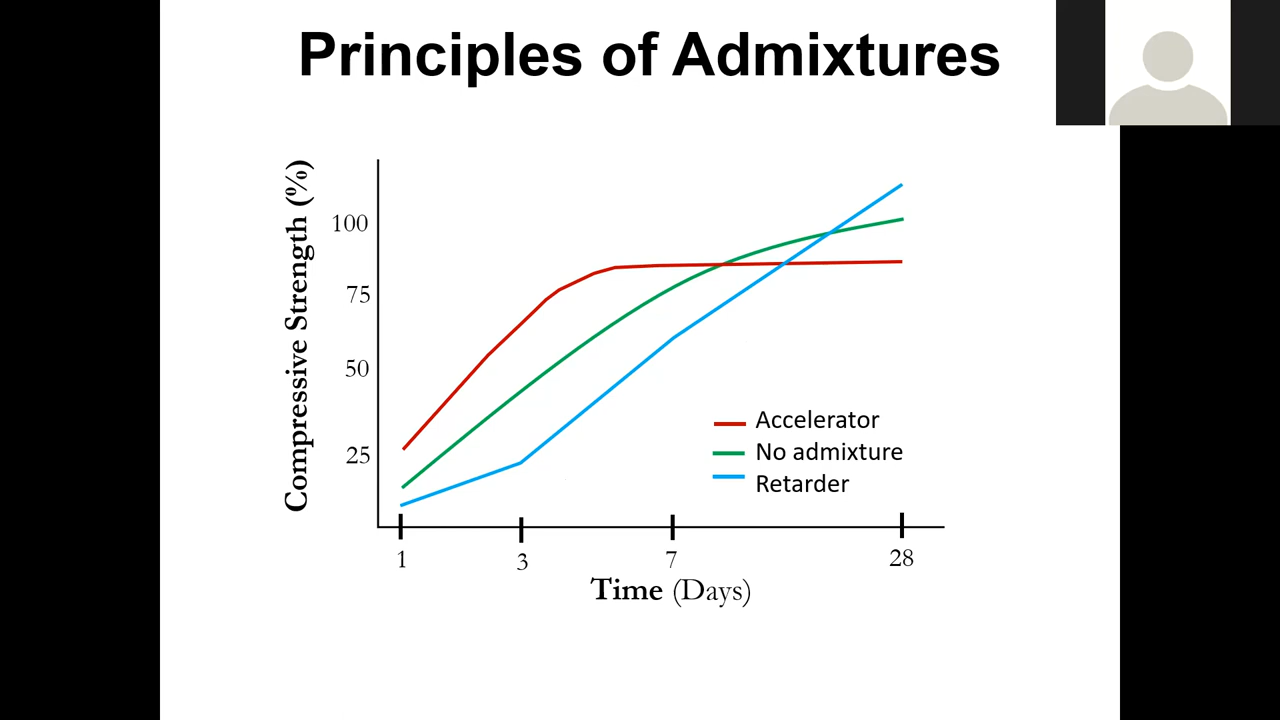 Principles of Admixtures
Compressive Strength (%)
100
75
50
25
Accelerator
No admixture
Retarder
1
3
7
28
Time (Days)